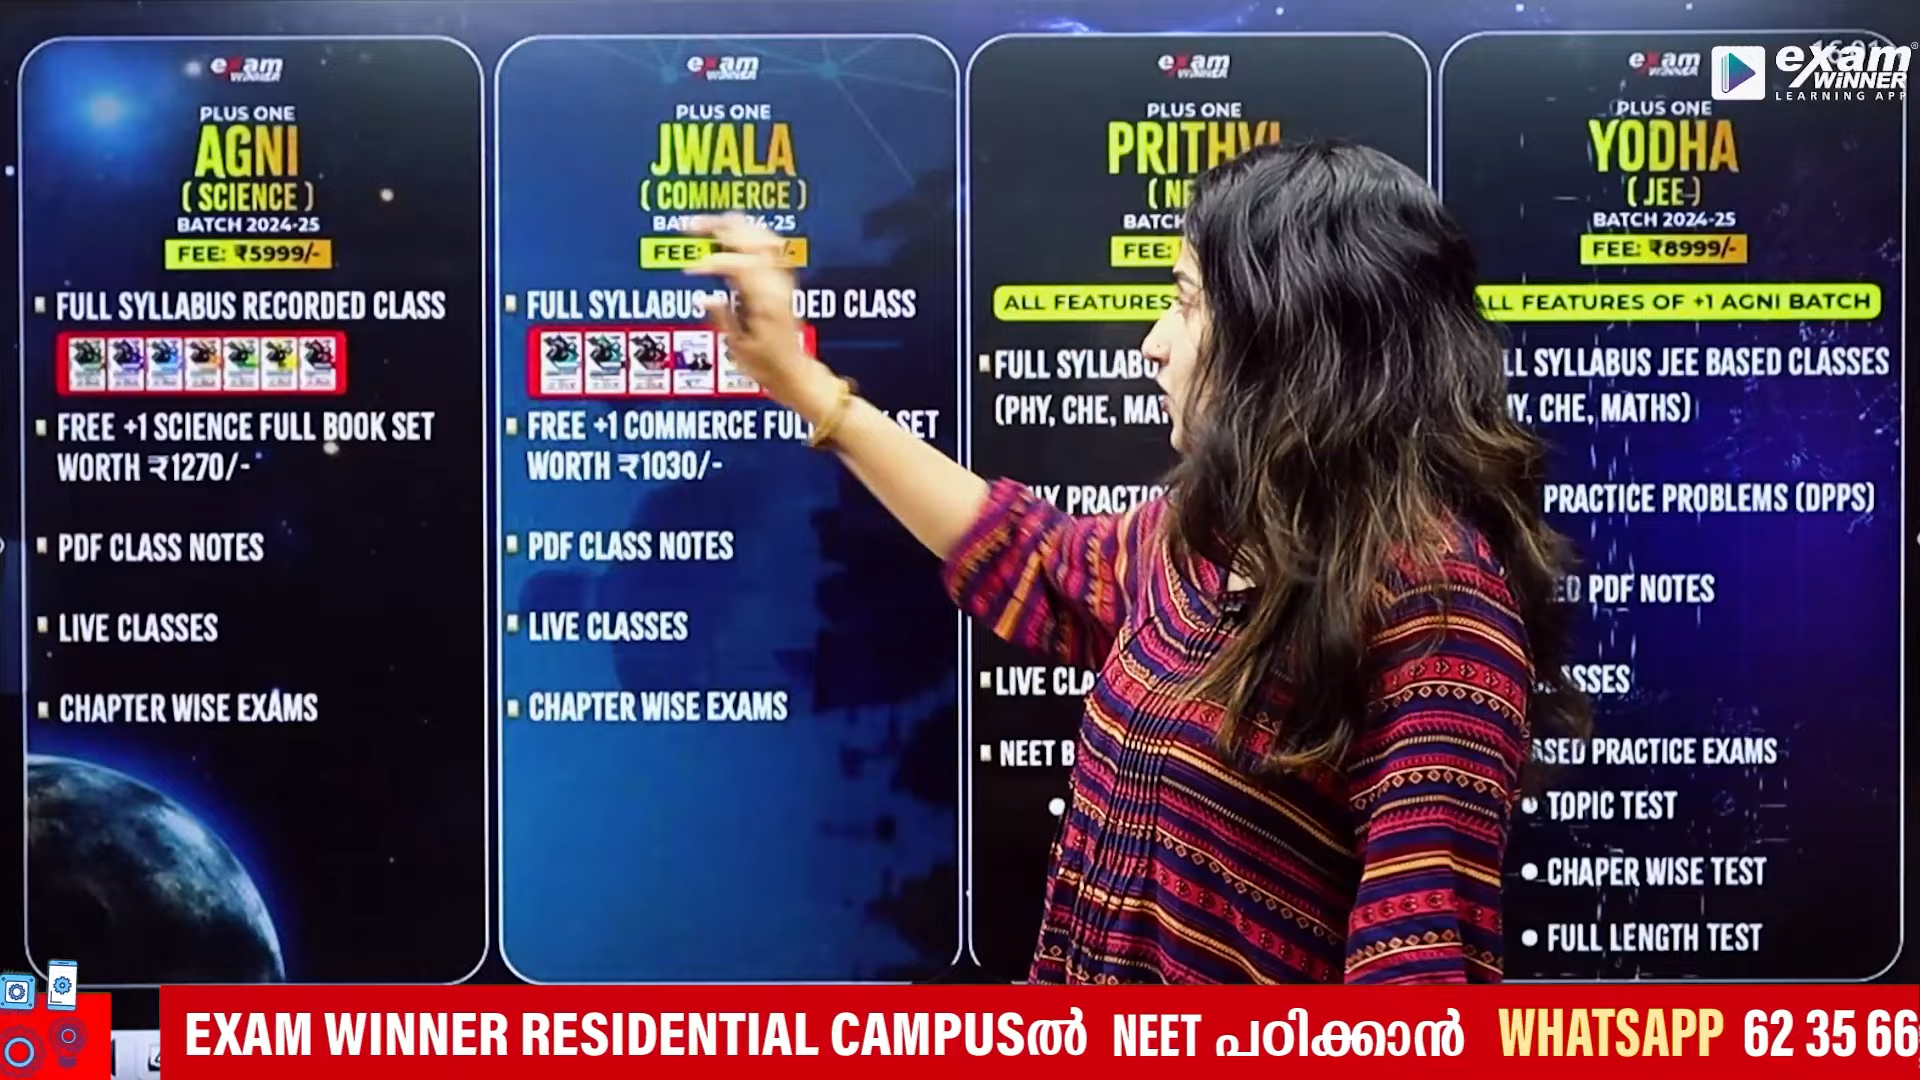 exam
WINNER
PLUS ONE
AGNI
( SCIENCE )
BATCH 2024-25
FEE: ₹5999/-
FULL SYLLABUS RECORDED CLASS
FREE +1 SCIENCE FULL BOOK SET
WORTH ₹1270/-
PDF CLASS NOTES
LIVE CLASSES
CHAPTER WISE EXAMS
exam
WINNER
PLUS ONE
JWALA
( COMMERCE )
FEE:
FULL SYLLABUS CLASS
FREE +1 COMMERCE SET
WORTH ₹1030/-
PDF CLASS NOTES
LIVE CLASSES
CHAPTER WISE EXAMS
exam
WINNER
PLUS ONE
PRITHVI
BATCH
FEE:
ALL FEATURES
FULL
(PHY, CHE,
LIVE
NEET
exam
WINNER
PLUS ONE
YODHA
( JEE )
BATCH 2024-25
FEE: ₹8999/-
FEATURES OF +1 AGNI BATCH
SYLLABUS JEE BASED CLASSES
CHE, MATHS)
PRACTICE PROBLEMS (DPPS)
PDF NOTES
PRACTICE EXAMS
TOPIC TEST
CHAPER WISE TEST
FULL LENGTH TEST
exam
WINNER
LEARNING APP
EXAM WINNER RESIDENTIAL CAMPUSൽ NEET പഠിക്കാൻ WHATSAPP 62 35 66